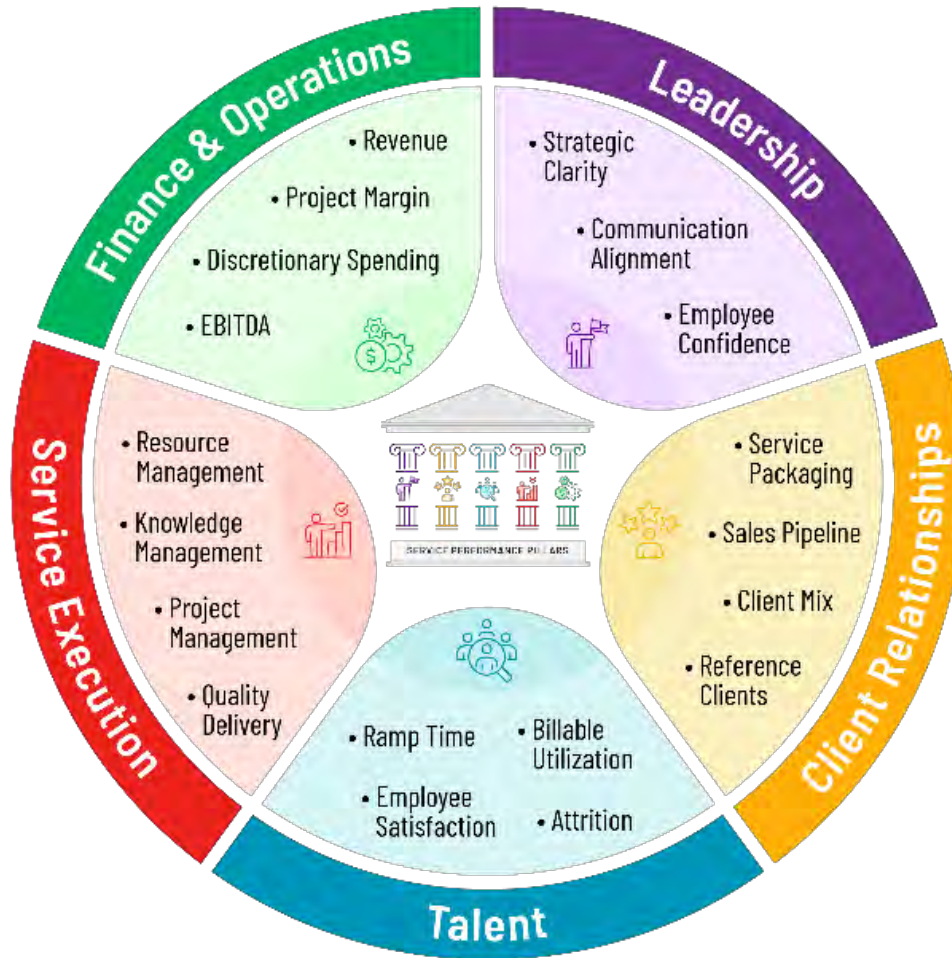 Leadership
• Strategic
Clarity
• Communication
Alignment
• Employee
Confidence
Client Relationships
• Service
Packaging
• Sales Pipeline
• Client Mix
• Reference
Clients
Talent
• Ramp Time
• Billable
Utilization
• Employee
Satisfaction
• Attrition
Service Execution
• Resource
Management
• Knowledge
Management
• Project
Management
• Quality
Delivery
Finance & Operations
• Revenue
• Project Margin
• Discretionary Spending
• EBITDA
$
SERVICE PERFORMANCE PILLARS